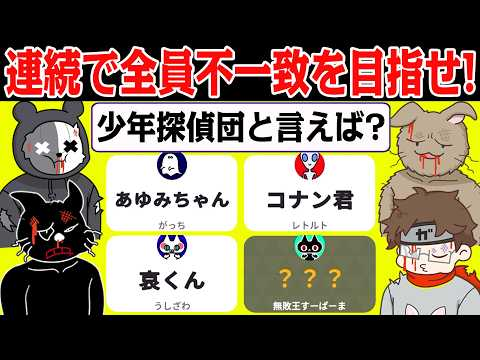 連続で全員不一致を目指せ!
少年探偵団と言えば?
あゆみちゃん
がっち
コナン君
レトルト
哀くん
うしざわ
???
無敗王すーぱーま
ガ